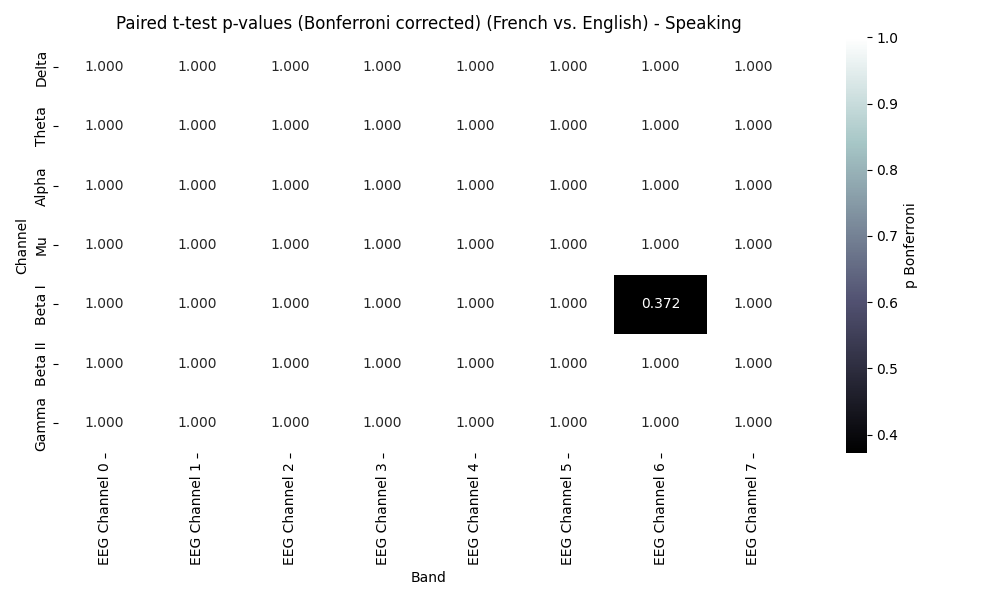 Paired t-test p-values (Bonferroni corrected) (French vs. English) - Speaking
Channel
Delta 1.000 1.000 1.000 1.000 1.000 1.000 1.000 1.000
Theta 1.000 1.000 1.000 1.000 1.000 1.000 1.000 1.000
Alpha 1.000 1.000 1.000 1.000 1.000 1.000 1.000 1.000
Mu 1.000 1.000 1.000 1.000 1.000 1.000 1.000 1.000
Beta I 1.000 1.000 1.000 1.000 1.000 1.000 0.372 1.000
Beta II 1.000 1.000 1.000 1.000 1.000 1.000 1.000 1.000
Gamma 1.000 1.000 1.000 1.000 1.000 1.000 1.000 1.000
EEG Channel 0
EEG Channel 1
EEG Channel 2
EEG Channel 3
EEG Channel 4
EEG Channel 5
EEG Channel 6
EEG Channel 7
Band
1.0
0.9
0.8
0.7
0.6
0.5
0.4
p Bonferroni